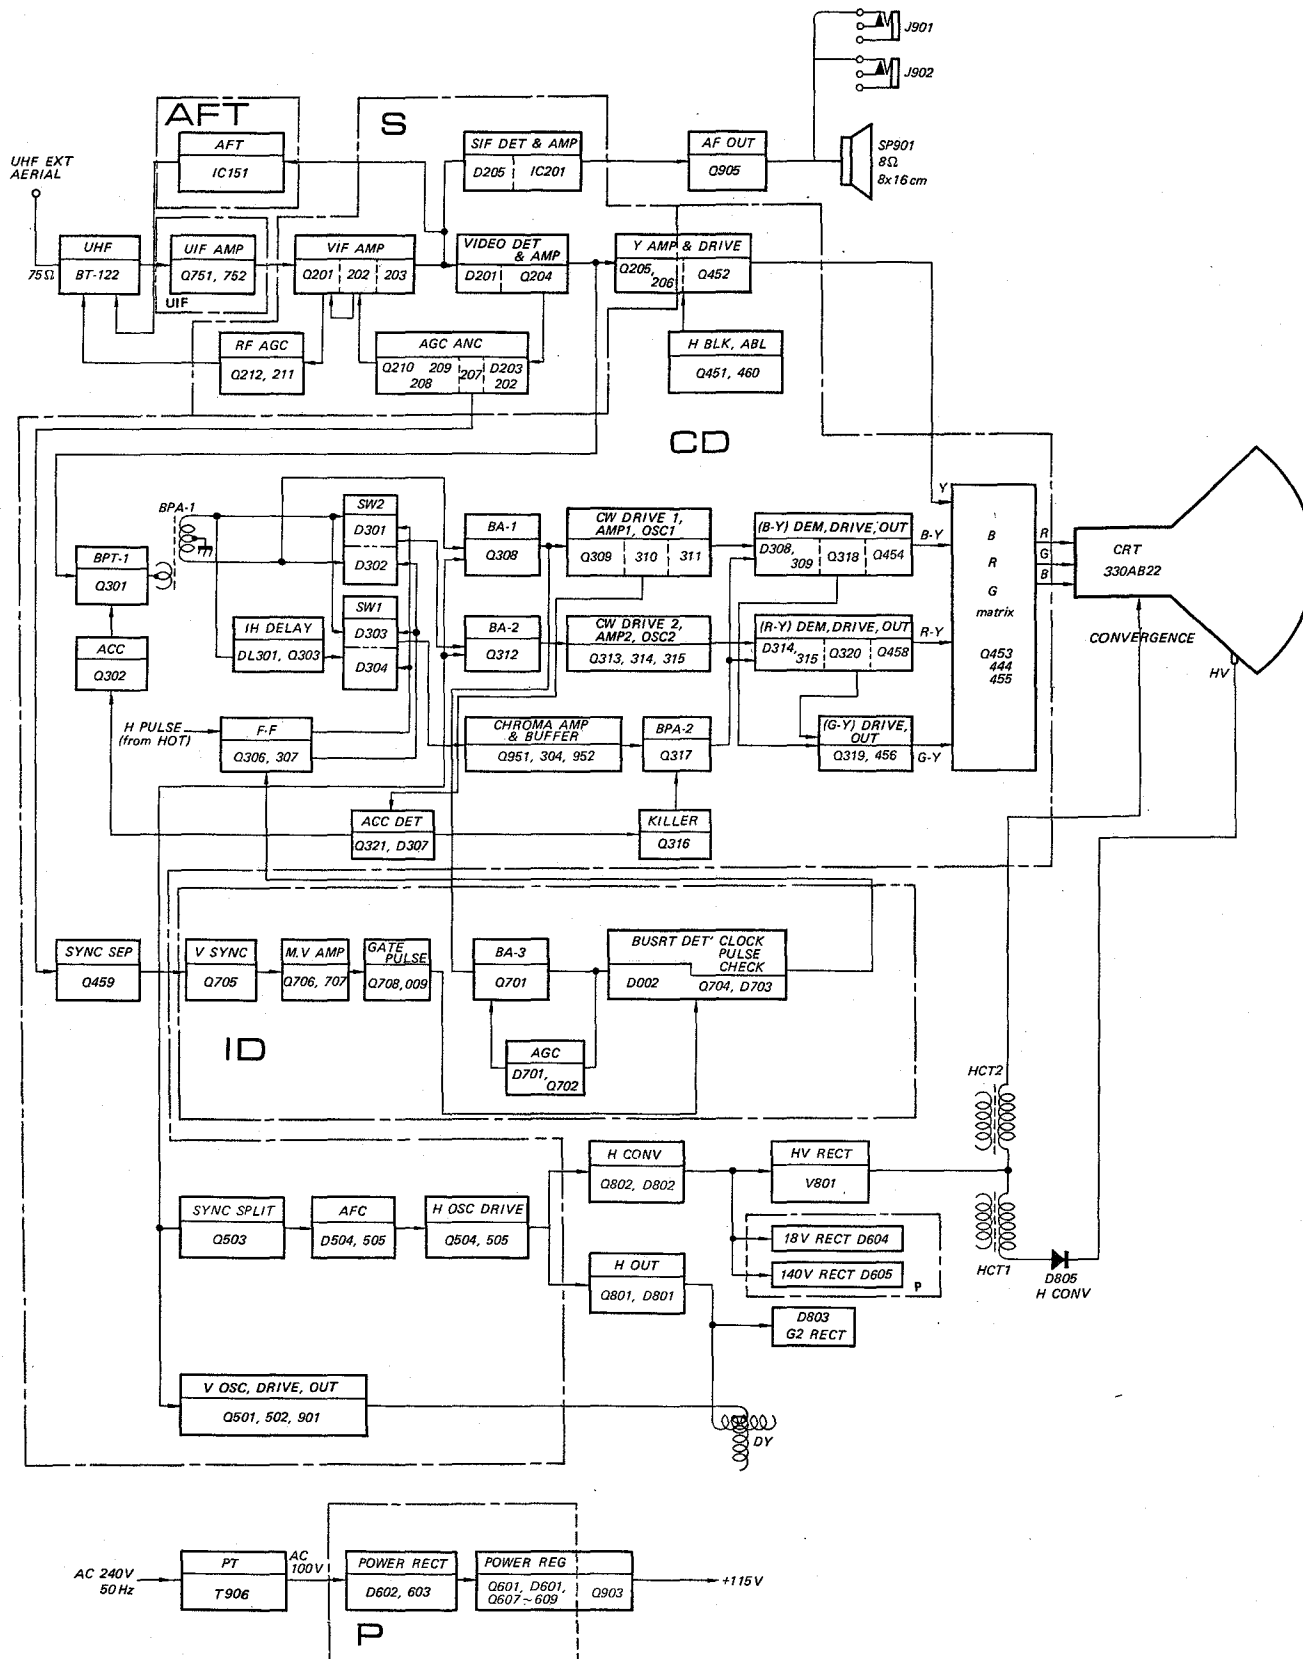 J901
J902
AFT
S
AFT
IC151
SIF DET & AMP
D205
IC201
AF OUT
Q905
SP901
8Ω
8x16cm
UHF EXT
AERIAL
75Ω
UHF
BT-122
UIF AMP
Q751, 752
UIF
VIF AMP
Q201
202
203
VIDEO DET
& AMP
D201
Q204
Y AMP & DRIVE
Q205,
206
Q452
RF AGC
Q212, 211
AGC ANC
Q210 209
208
207
D203
202
H BLK, ABL
Q451, 460
CD
BPA-1
BPT-1
Q301
ACC
Q302
SW2
D301
D302
SW1
D303
D304
IH DELAY
DL301, Q303
BA-1
Q308
BA-2
Q312
CW DRIVE 1,
AMP1, OSC1
Q309
310
311
CW DRIVE 2,
AMP2, OSC2
Q313, 314, 315
(B-Y) DEM, DRIVE, OUT
D308,
309
Q318
Q454
B-Y
(R-Y) DEM, DRIVE, OUT
D314,
315
Q320
Q458
R-Y
(G-Y) DRIVE,
OUT
Q319, 456
G-Y
Y
B
R
G
matrix
Q453
444
455
R
G
B
CRT
330AB22
CONVERGENCE
HV
H PULSE
(from HOT)
F-F
Q306, 307
CHROMA AMP
& BUFFER
Q951, 304, 952
BPA-2
Q317
ACC DET
Q321, D307
KILLER
Q316
SYNC SEP
Q459
V SYNC
Q705
M.V AMP
Q706, 707
GATE
PULSE
Q708,009
BA-3
Q701
BUSRT DET' CLOCK
PULSE
CHECK
D002
Q704, D703
AGC
D701,
Q702
ID
HCT2
H CONV
Q802, D802
HV RECT
V801
SYNC SPLIT
Q503
AFC
D504, 505
H OSC DRIVE
Q504, 505
18V RECT D604
140V RECT D605
P
HCT1
D805
H CONV
H OUT
Q801, D801
D803
G2 RECT
V OSC, DRIVE, OUT
Q501, 502, 901
DY
AC 240V
50Hz
PT
T906
AC
100V
POWER RECT
D602, 603
POWER REG
Q601, D601,
Q607~609
Q903
+115V
P